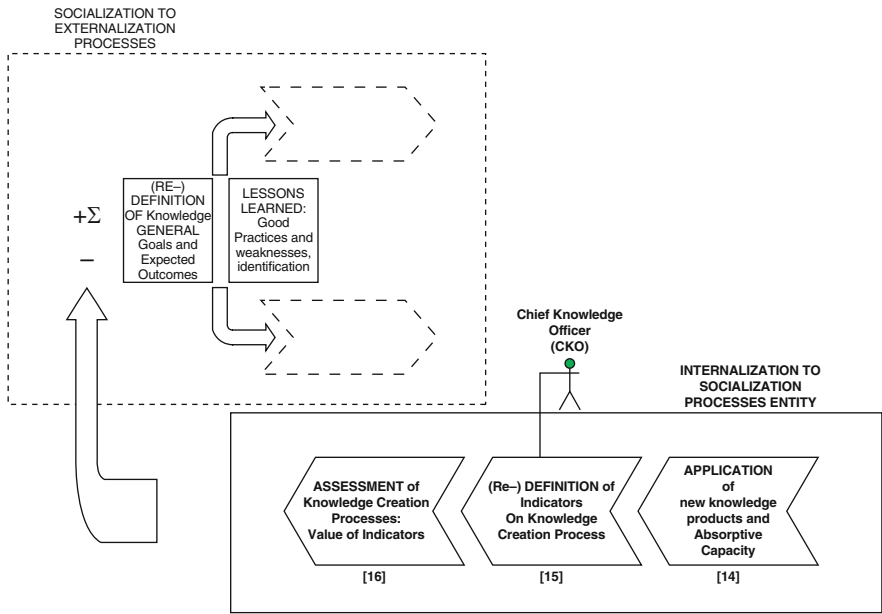 SOCIALIZATION TO
EXTERNALIZATION
PROCESSES
+Σ
–
(RE–)
DEFINITION
OF Knowledge
GENERAL
Goals and
Expected
Outcomes
LESSONS
LEARNED:
Good
Practices and
weaknesses,
identification
Chief Knowledge
Officer
(CKO)
INTERNALIZATION TO
SOCIALIZATION
PROCESSES ENTITY
ASSESSMENT of
Knowledge Creation
Processes:
Value of Indicators
[16]
(Re–) DEFINITION of
Indicators
On Knowledge
Creation Process
[15]
APPLICATION
of
new knowledge
products and
Absorptive
Capacity
[14]